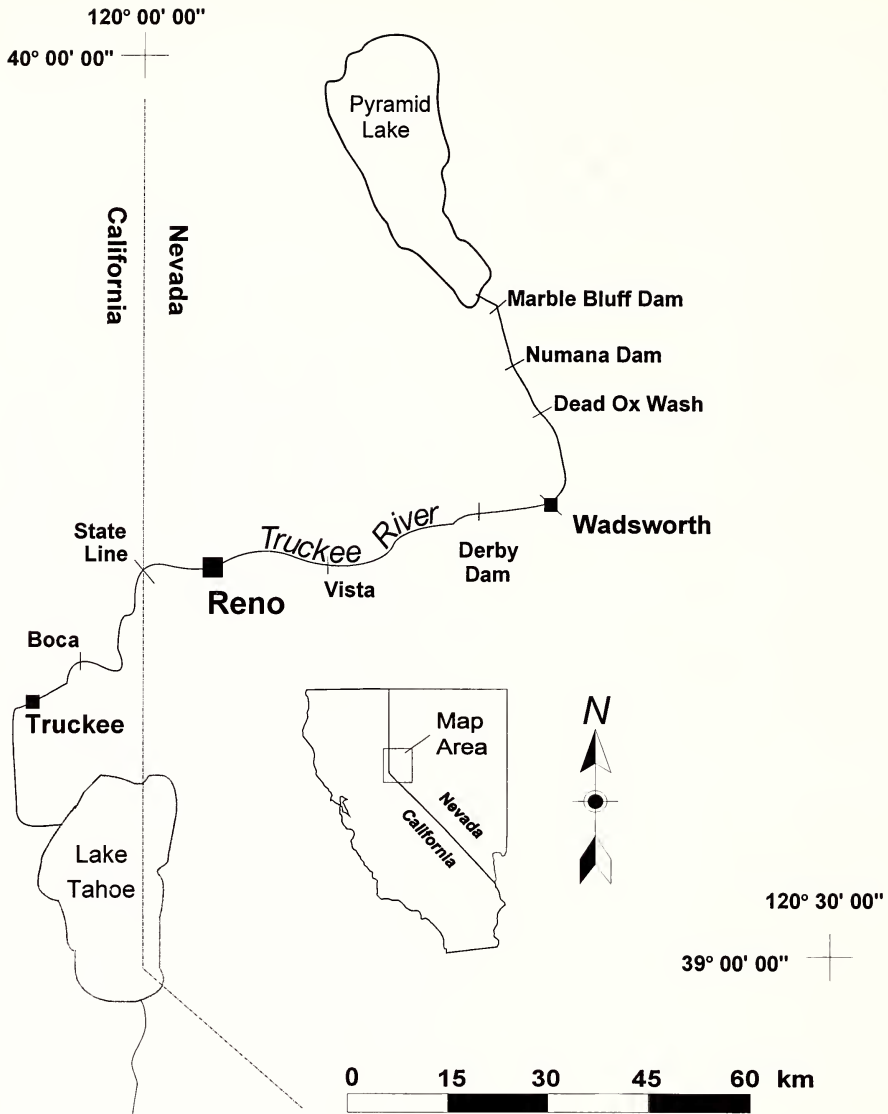 120° 00' 00"
40° 00' 00"
Pyramid
Lake
California
Nevada
Marble Bluff Dam
Numana Dam
Dead Ox Wash
Wadsworth
Truckee River
Derby
Dam
State
Line
Vista
Reno
Boca
Truckee
Map
Area
N
Nevada
California
Lake
Tahoe
120° 30' 00"
39° 00' 00"
0 15 30 45 60 km